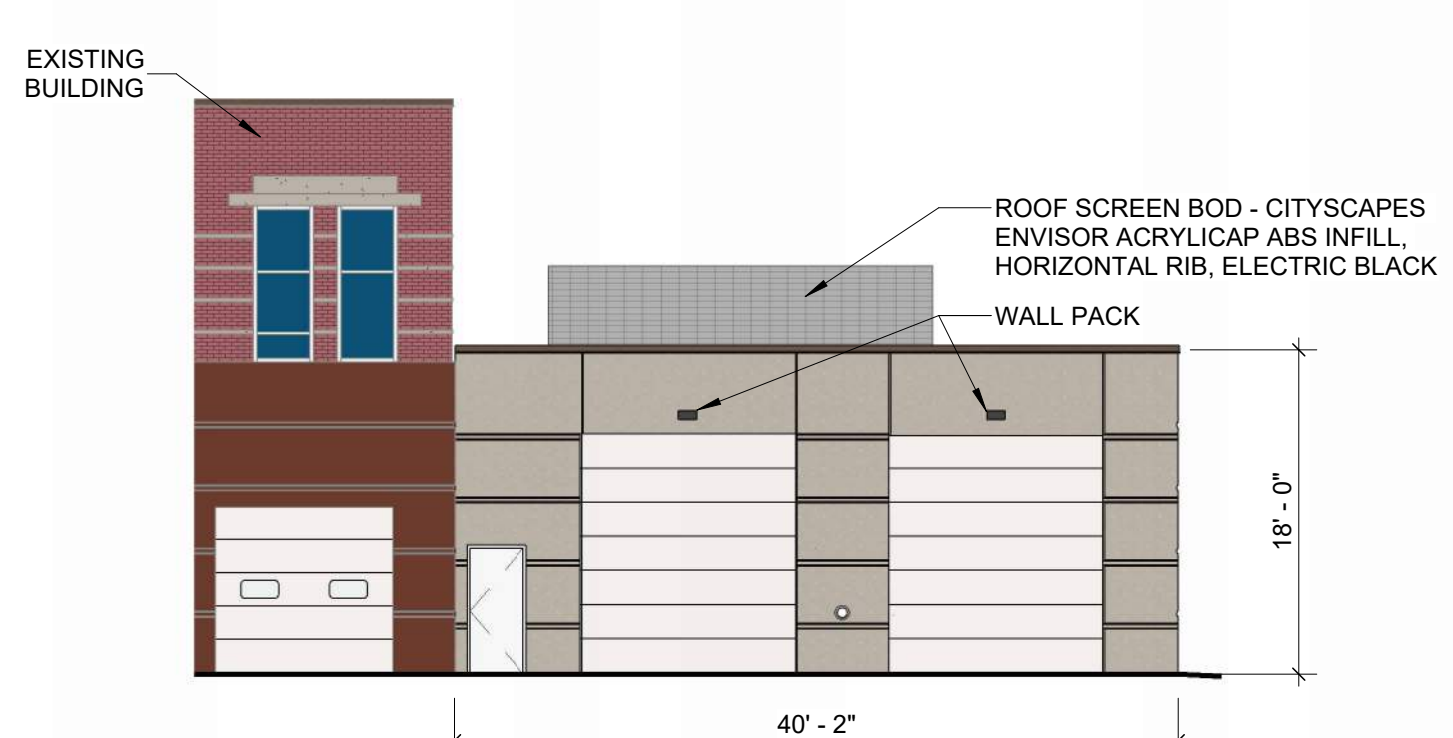 EXISTING
BUILDING
ROOF SCREEN BOD - CITYSCAPES
ENVISOR ACRYLICAP ABS INFILL,
HORIZONTAL RIB, ELECTRIC BLACK
WALL PACK
18' - 0"
40' - 2"